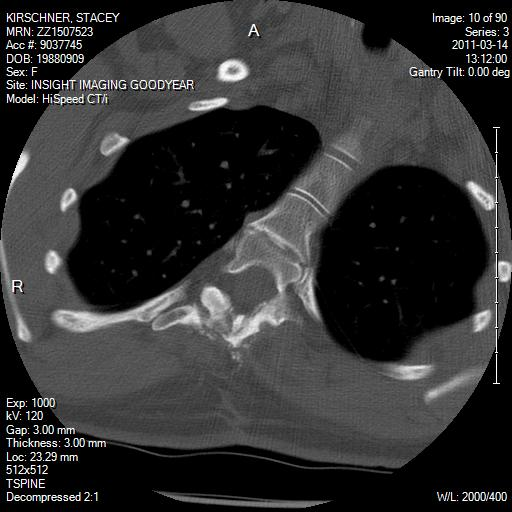 KIRSCHNER, STACEY
MRN: ZZ1507523
Acc #: 9037745
DOB: 19880909
Sex: F
Site: INSIGHT IMAGING GOODYEAR
Model: HiSpeed CT/i
A
Image: 10 of 90
Series: 3
2011-03-14
13:12:00
Gantry Tilt: 0.00 deg
R
Exp: 1000
kV: 120
Gap: 3.00 mm
Thickness: 3.00 mm
Loc: 23.29 mm
512x512
TSPINE
Decompressed 2:1
W/L: 2000/400